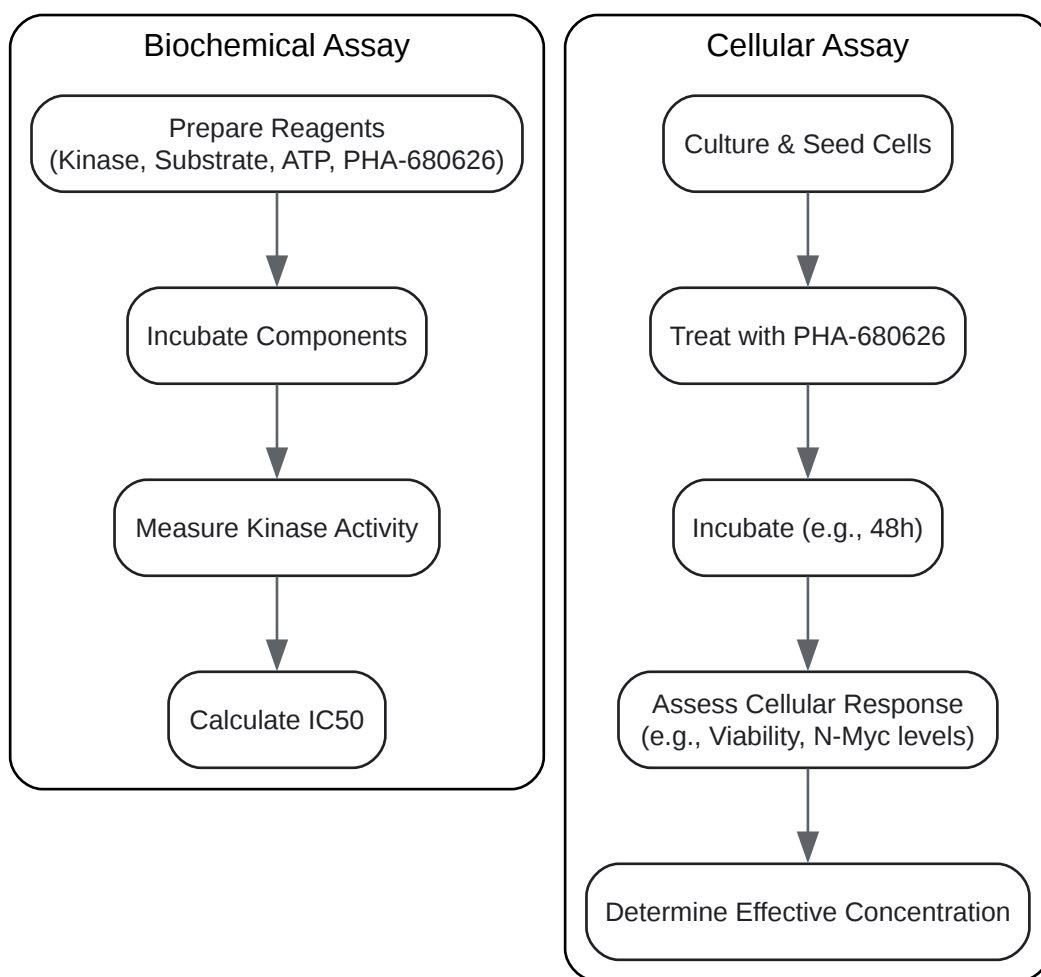 Biochemical Assay
Prepare Reagents
(Kinase, Substrate, ATP, PHA-680626)
Incubate Components
Measure Kinase Activity
Calculate IC50
Cellular Assay
Culture & Seed Cells
Treat with PHA-680626
Incubate (e.g., 48h)
Assess Cellular Response
(e.g., Viability, N-Myc levels)
Determine Effective Concentration